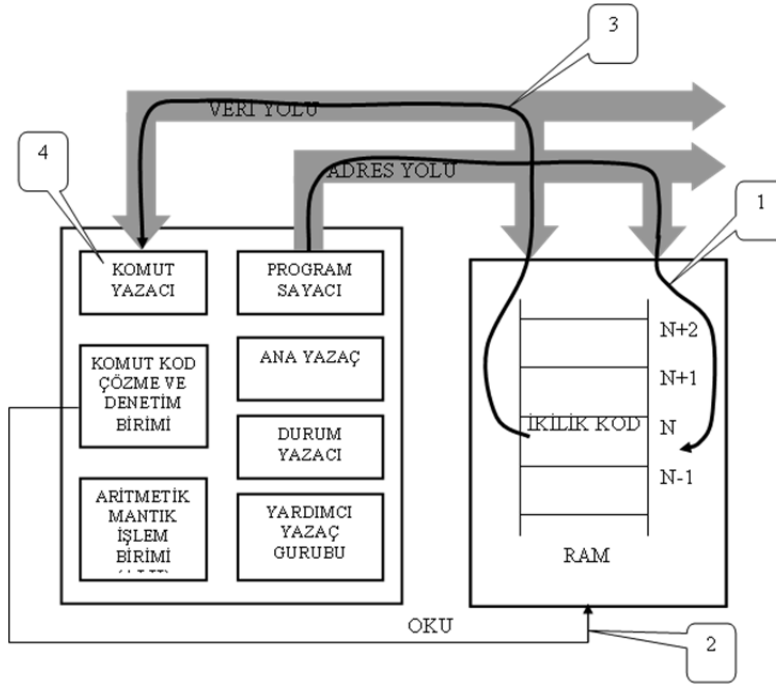 3
VERİ YOLU
4
ADRES YOLU
1
KOMUT
YAZACI
PROGRAM
SAYACI
N+2
ANA YAZAÇ
N+1
KOMUT KOD
ÇÖZME VE
DENETİM
BİRİMİ
İKİLİK KOD
N
DURUM
YAZACI
N-1
ARİTMETİK
MANTIK
İŞLEM
BİRİMİ
YARDIMCI
YAZAÇ
GURUBU
RAM
OKU
2